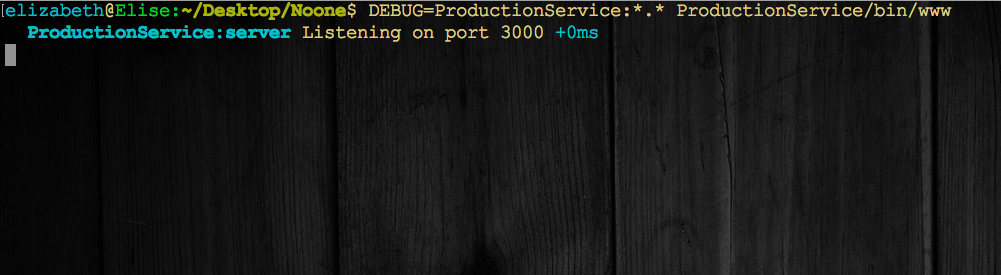 [elizabeth@Elise:~/Desktop/Noone$ DEBUG=ProductionService:*.* ProductionService/bin/www
ProductionService:server Listening on port 3000 +0ms